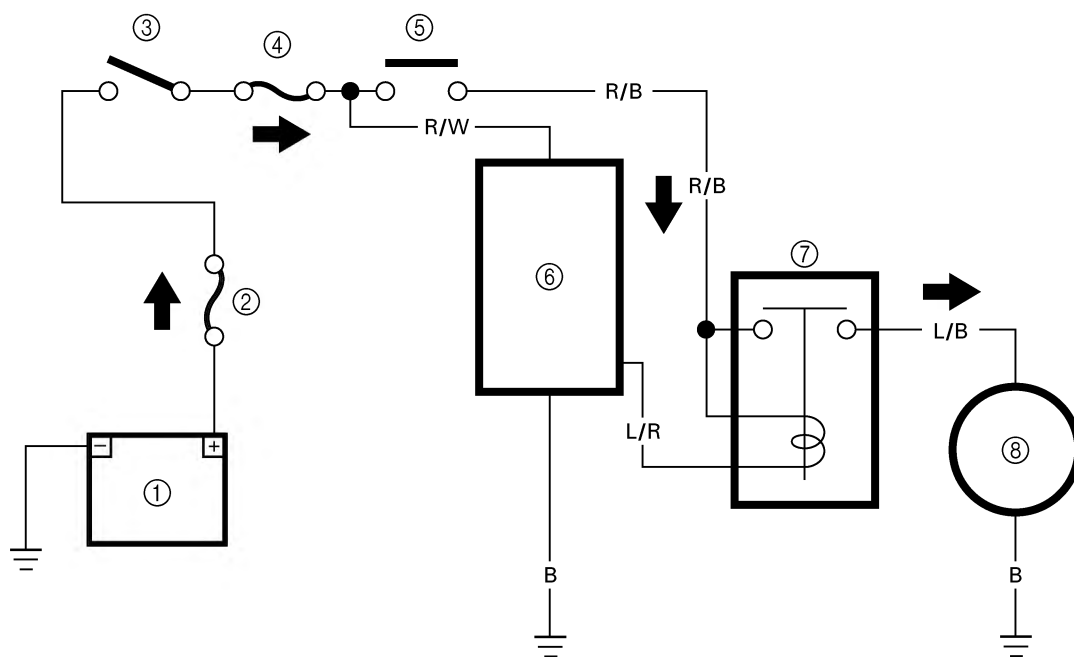 ③
④
⑤
R/B
R/W
R/B
②
⑥
⑦
L/B
L/R
− +
①
⑧
B
B